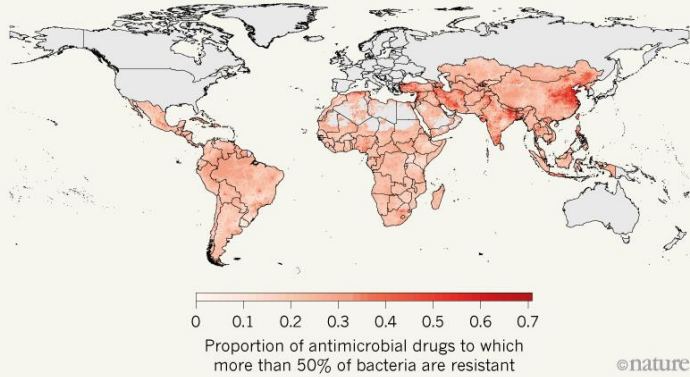 0 0.1 0.2 0.3 0.4 0.5 0.6 0.7
Proportion of antimicrobial drugs to which
more than 50% of bacteria are resistant
©nature